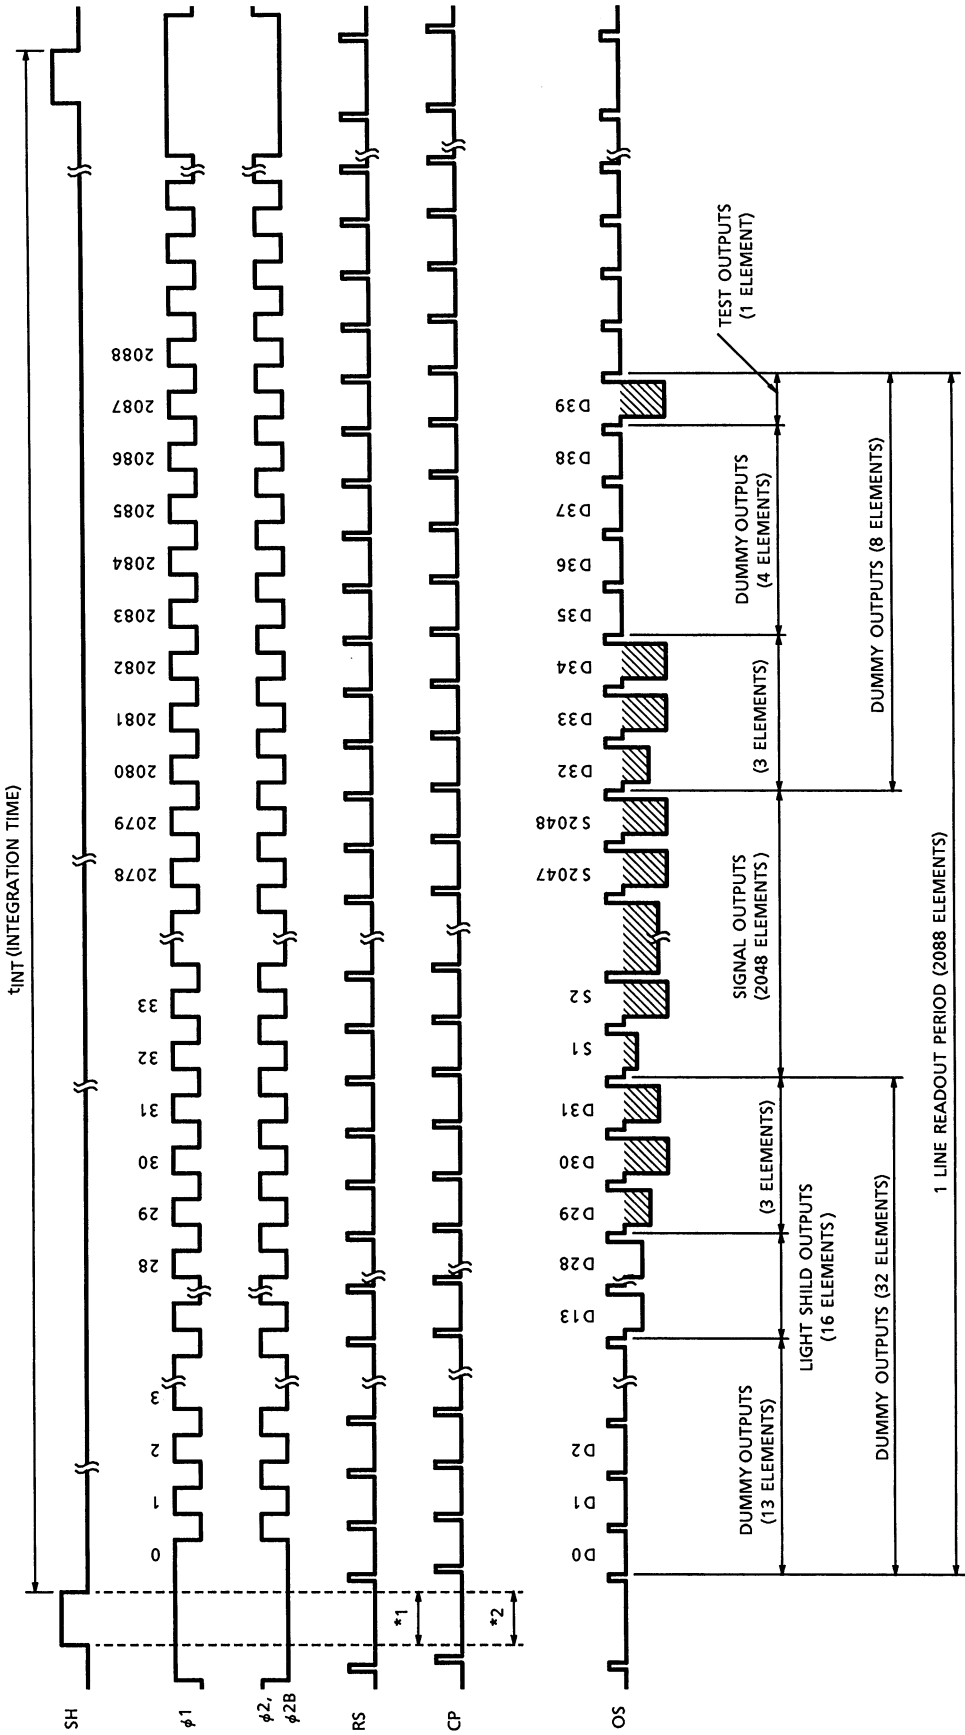 tINT (INTEGRATION TIME)
SH
φ1
0 1 2 3 28 29 30 31 32 33 2078 2079 2080 2081 2082 2083 2084 2085 2086 2087 2088
φ2,
φ2B
RS
*1
CP
*2
OS
D0 D1 D2 D13 D28 D29 D30 D31 S1 S2 S2047 S2048 D32 D33 D34 D35 D36 D37 D38 D39
DUMMY OUTPUTS
(13 ELEMENTS)
LIGHT SHILD OUTPUTS
(16 ELEMENTS)
(3 ELEMENTS)
SIGNAL OUTPUTS
(2048 ELEMENTS)
(3 ELEMENTS)
DUMMY OUTPUTS
(4 ELEMENTS)
TEST OUTPUTS
(1 ELEMENT)
DUMMY OUTPUTS (32 ELEMENTS)
DUMMY OUTPUTS (8 ELEMENTS)
1 LINE READOUT PERIOD (2088 ELEMENTS)